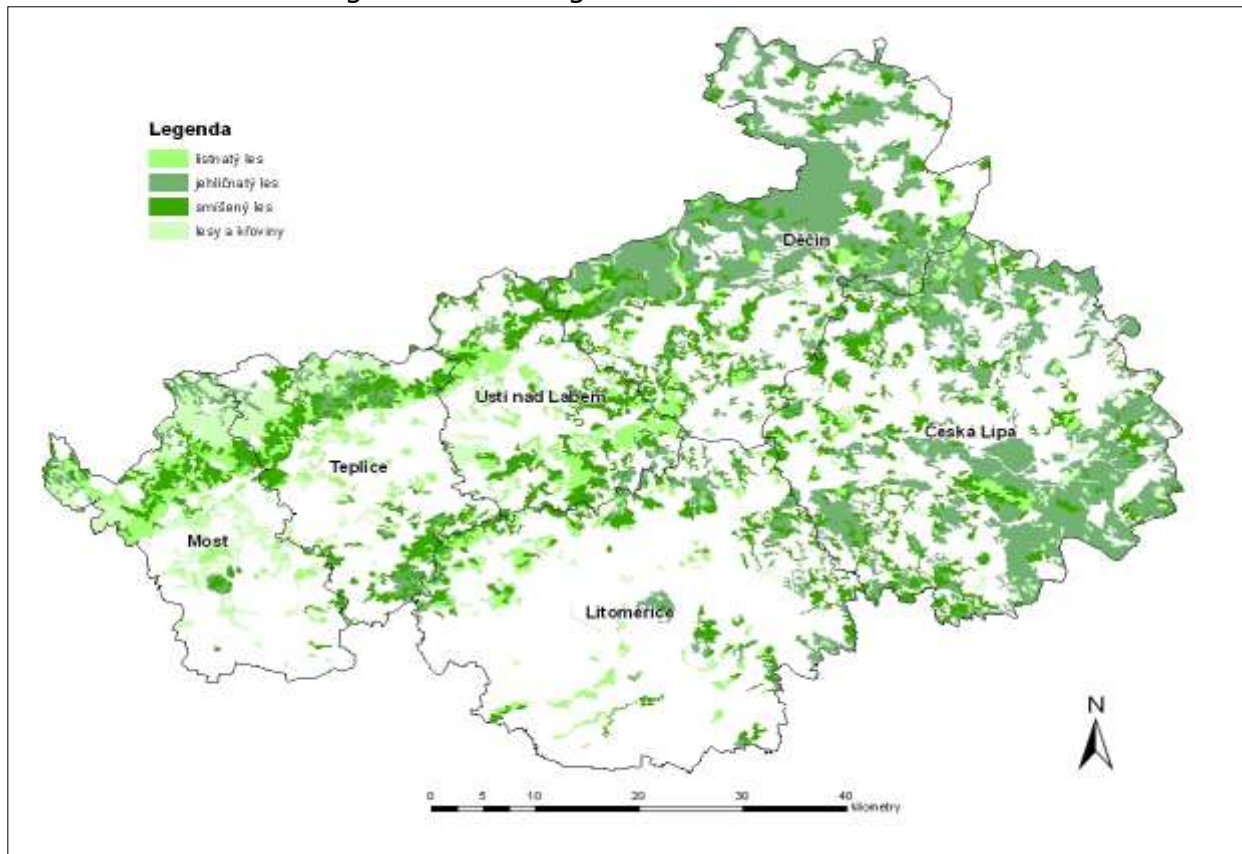 Legenda
listnatý les
jehličnatý les
smíšený les
lesy a křoviny
Děčín
Ústí nad Labem
Česká Lípa
Teplice
Most
Litoměřice
N
0 5 10 20 30 40
kilometry